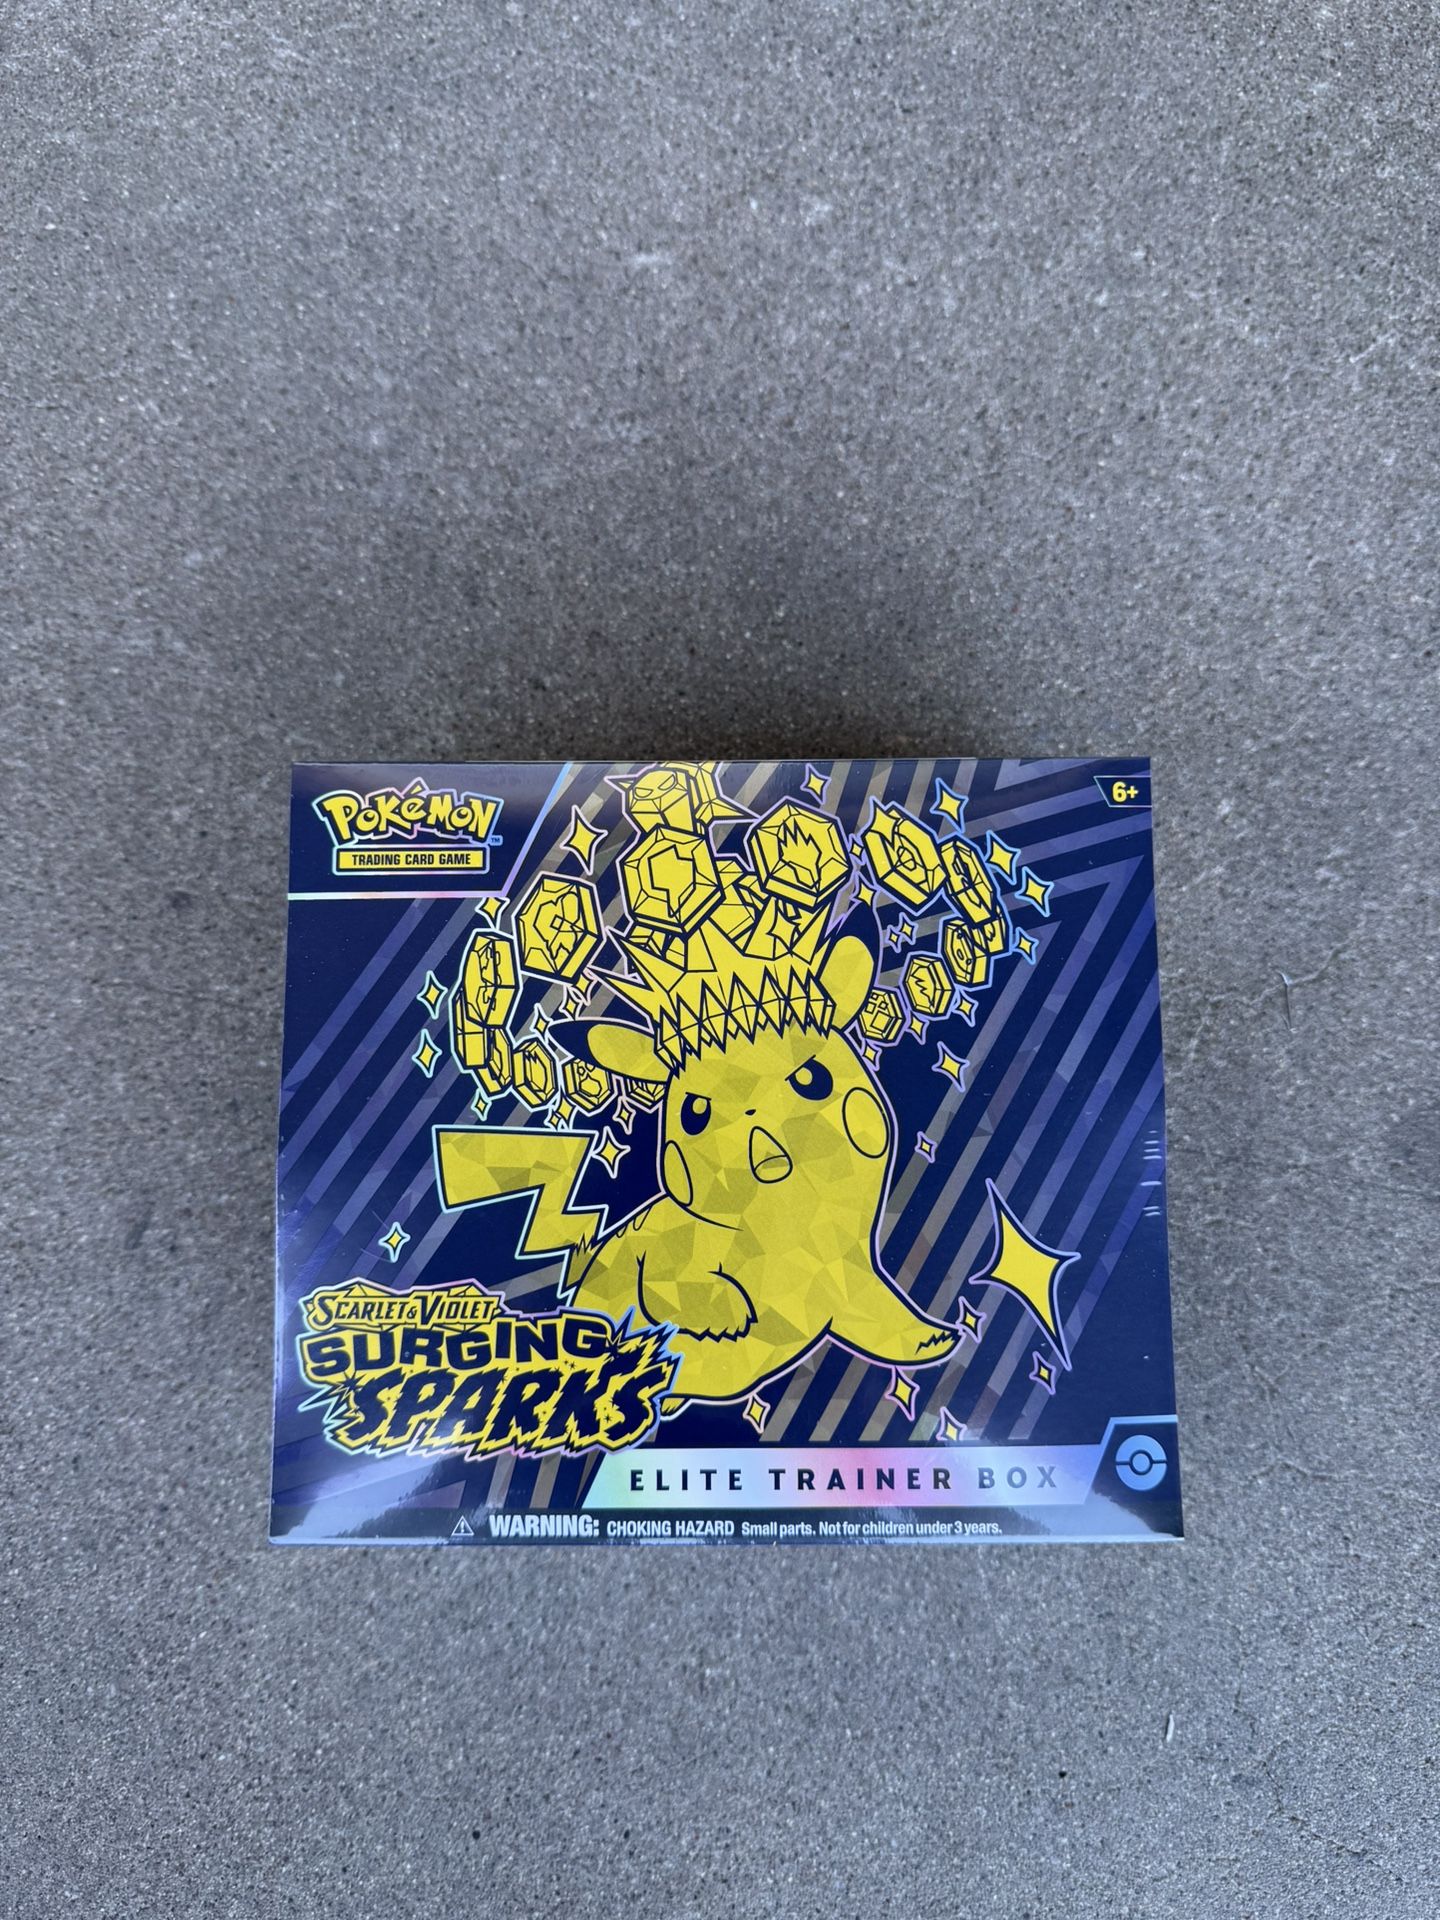 POKéMON™
TRADING CARD GAME
6+
SCARLET & VIOLET
SURGING
SPARKS
ELITE TRAINER BOX
WARNING: CHOKING HAZARD Small parts. Not for children under 3 years.